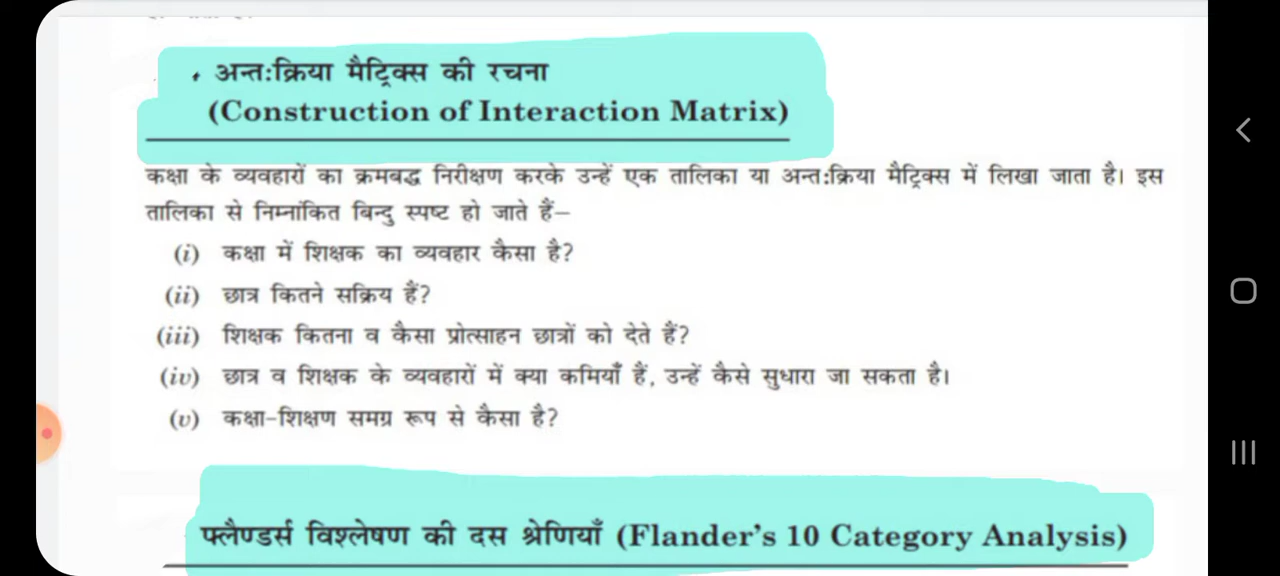 अन्त:क्रिया मैट्रिक्स की रचना
(Construction of Interaction Matrix)
कक्षा के व्यवहारों का क्रमबद्ध निरीक्षण करके उन्हें एक तालिका या अन्त:क्रिया मैट्रिक्स में लिखा जाता है। इस
तालिका से निम्नांकित बिन्दु स्पष्ट हो जाते हैं–
(i) कक्षा में शिक्षक का व्यवहार कैसा है?
(ii) छात्र कितने सक्रिय हैं?
(iii) शिक्षक कितना व कैसा प्रोत्साहन छात्रों को देते हैं?
(iv) छात्र व शिक्षक के व्यवहारों में क्या कमियाँ हैं, उन्हें कैसे सुधारा जा सकता है।
(v) कक्षा-शिक्षण समग्र रूप से कैसा है?
फ्लैण्डर्स विश्लेषण की दस श्रेणियाँ (Flander's 10 Category Analysis)